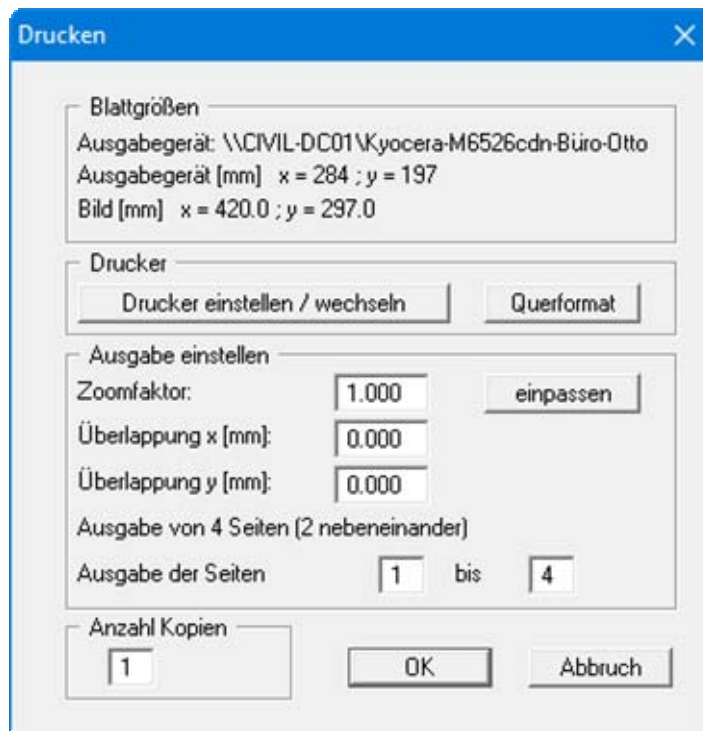 Drucken
Blattgrößen
Ausgabegerät: \\CIVIL-DC01\Kyocera-M6526cdn-Büro-Otto
Ausgabegerät [mm]   x = 284 ; y = 197
Bild [mm]   x = 420.0 ; y = 297.0
Drucker
Drucker einstellen / wechseln   Querformat
Ausgabe einstellen
Zoomfaktor:   1.000   einpassen
Überlappung x [mm]:   0.000
Überlappung y [mm]:   0.000
Ausgabe von 4 Seiten (2 nebeneinander)
Ausgabe der Seiten   1   bis   4
Anzahl Kopien
1   OK   Abbruch